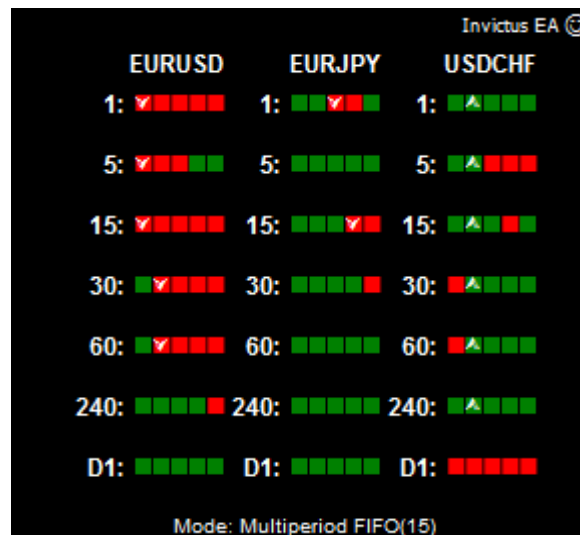 Invictus EA
EURUSD EURJPY USDCHF
1: 1: 1:
5: 5: 5:
15: 15: 15:
30: 30: 30:
60: 60: 60:
240: 240: 240:
D1: D1: D1:
Mode: Multiperiod FIFO(15)